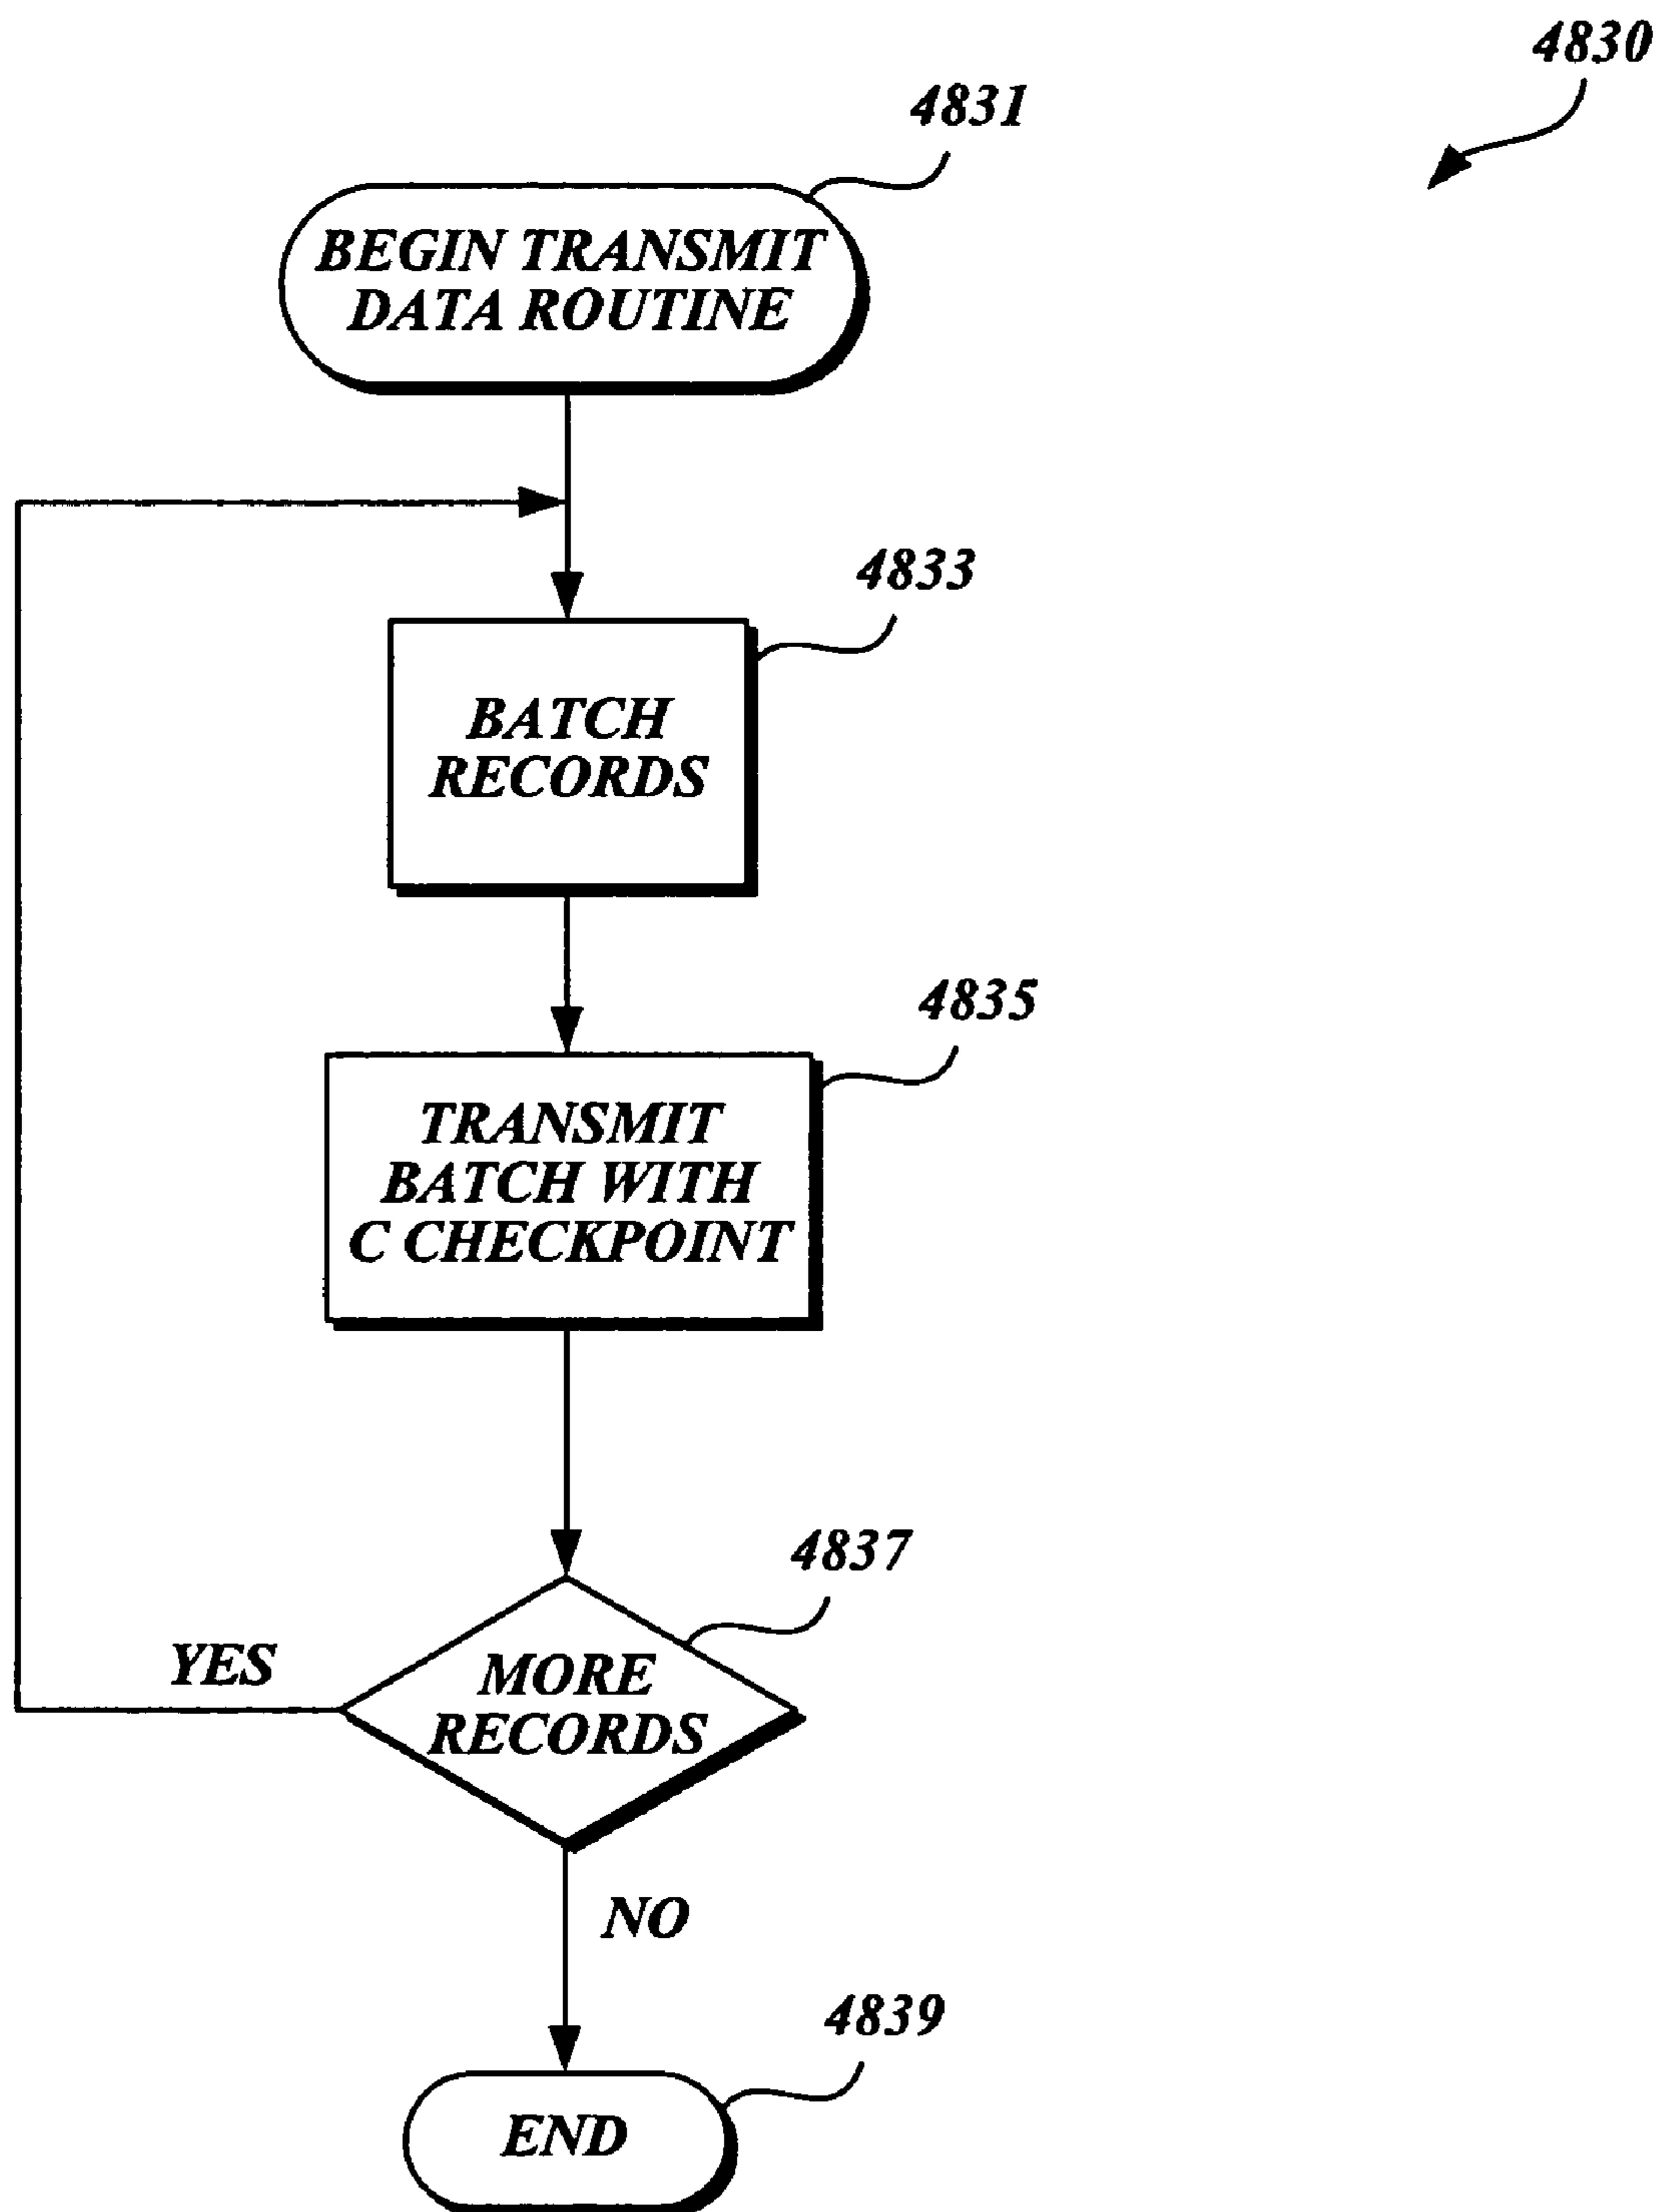 4830
4831
BEGIN TRANSMIT
DATA ROUTINE
4833
BATCH
RECORDS
4835
TRANSMIT
BATCH WITH
C CHECKPOINT
4837
YES
MORE
RECORDS
NO
4839
END